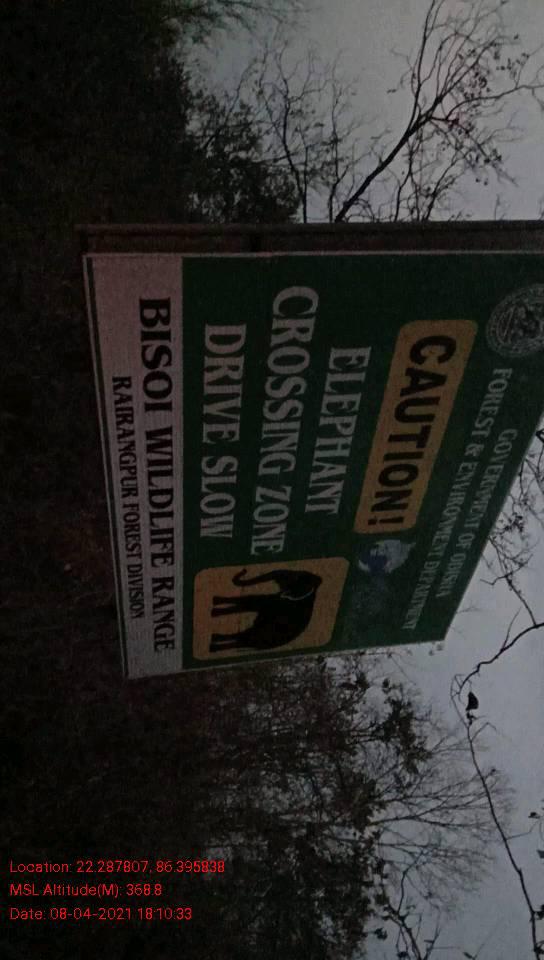 GOVERNMENT OF ODISHA
FOREST & ENVIRONMENT DEPARTMENT
CAUTION!
ELEPHANT
CROSSING ZONE
DRIVE SLOW
BISOI WILDLIFE RANGE
RAIRANGPUR FOREST DIVISION
Location: 22.287807, 86.395838
MSL Altitude(M): 368.8
Date: 08-04-2021 18:10:33